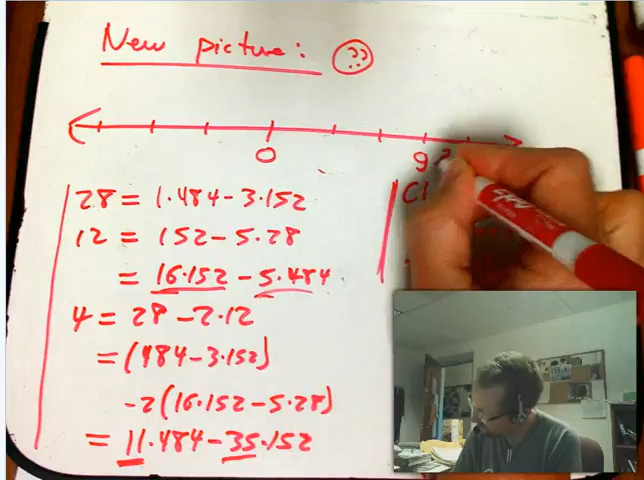 New picture:
0
9
28 = 1·484 - 3·152
12 = 152 - 5·28
= 16·152 - 5·484
4 = 28 - 2·12
= (484 - 3·152)
-2(16·152 - 5·28)
= 11·484 - 35·152
EXPO